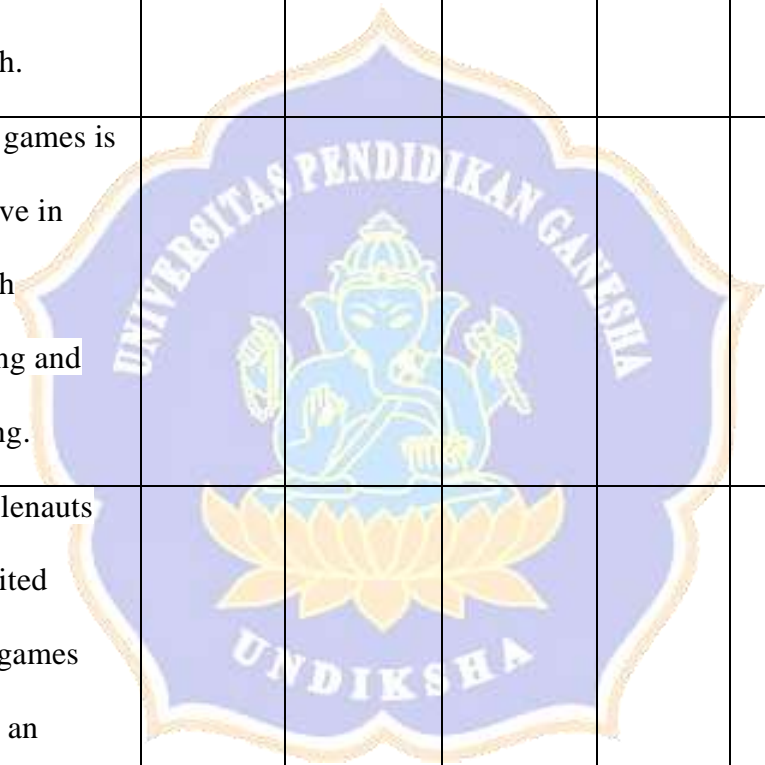 h.
games is
ve in
h
ng and
ng.
lenauts
ited
games
an
UNIVERSITAS PENDIDIKAN GANESHA
UNDIKSHA